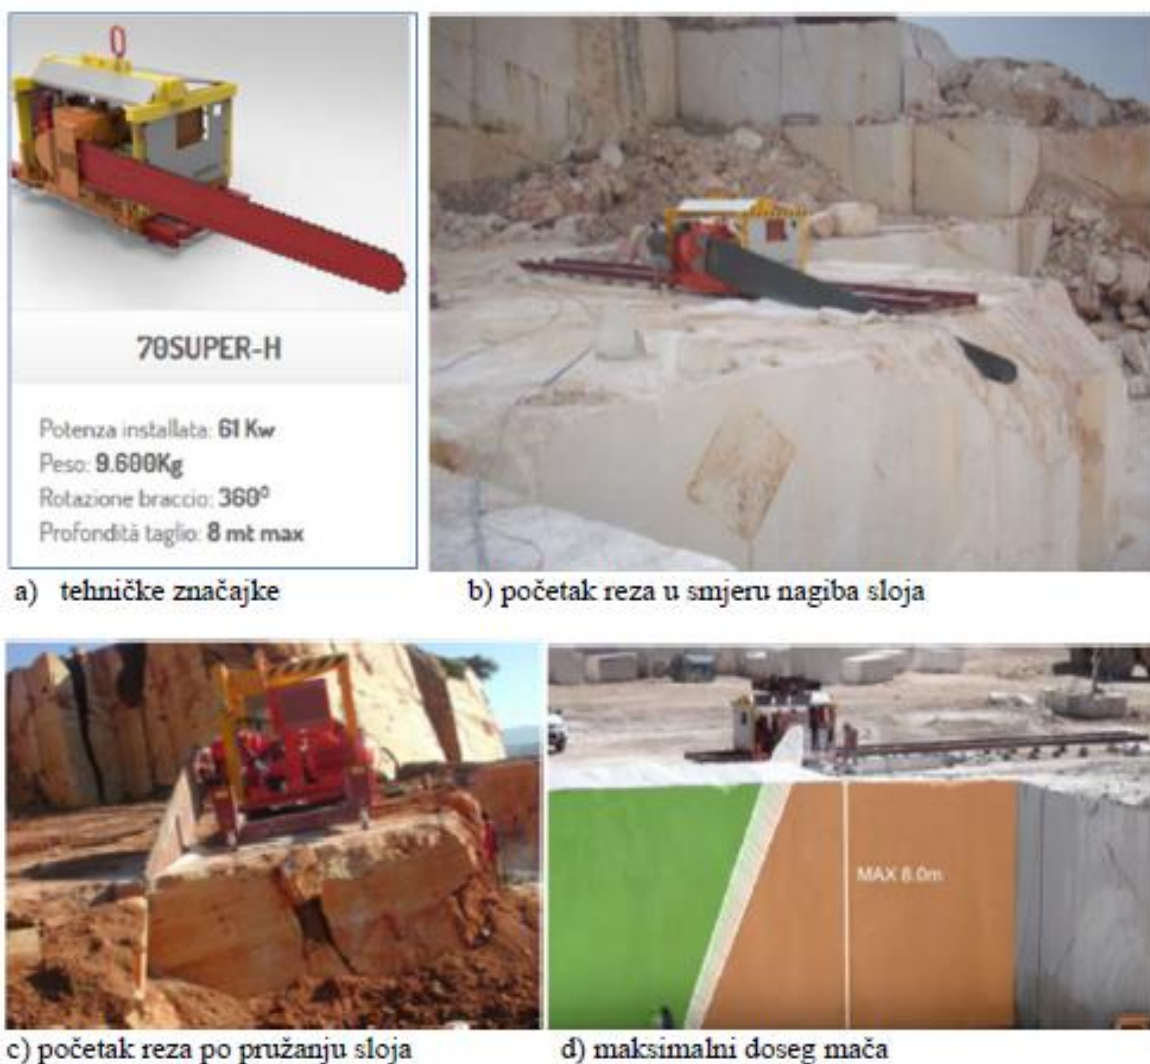 70SUPER-H
Potenza installata: 61 Kw
Peso: 9.600Kg
Rotazione braccio: 360⁰
Profondità taglio: 8 mt max
a) tehničke značajke
b) početak reza u smjeru nagiba sloja
MAX 8.0m
c) početak reza po pružanju sloja
d) maksimalni doseg mača